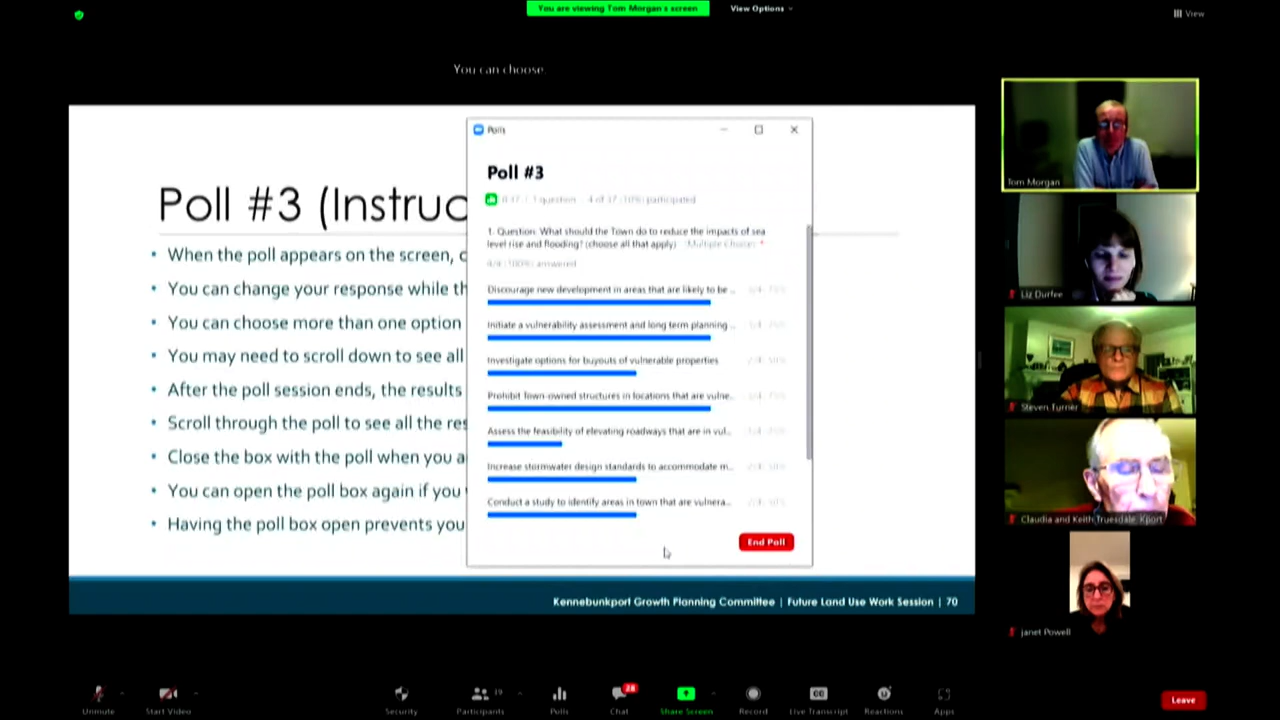 You are viewing Tom Morgan's screen
View Options
View
You can choose.
Polls
Poll #3
1 question
participated
1. Question: What should the Town do to reduce the impacts of sea
level rise and flooding? (choose all that apply) (Multiple Choice) *
answered
Discourage new development in areas that are likely to be ...
Initiate a vulnerability assessment and long term planning ...
Investigate options for buyouts of vulnerable properties
Prohibit Town-owned structures in locations that are vulne...
Assess the feasibility of elevating roadways that are in vul...
Increase stormwater design standards to accommodate m...
Conduct a study to identify areas in town that are vulnera...
End Poll
Poll #3 (Instruc
• When the poll appears on the screen, c
• You can change your response while th
• You can choose more than one option
• You may need to scroll down to see all
• After the poll session ends, the results
• Scroll through the poll to see all the res
• Close the box with the poll when you a
• You can open the poll box again if you
• Having the poll box open prevents you
Kennebunkport Growth Planning Committee | Future Land Use Work Session | 70
Tom Morgan
Liz Durfee
Steven Turner
Claudia and Keith Truesdale, Kport
janet Powell
Unmute
Start Video
Security
Participants
19
Polls
Chat
28
Share Screen
Record
CC
Live Transcript
Reactions
Apps
Leave